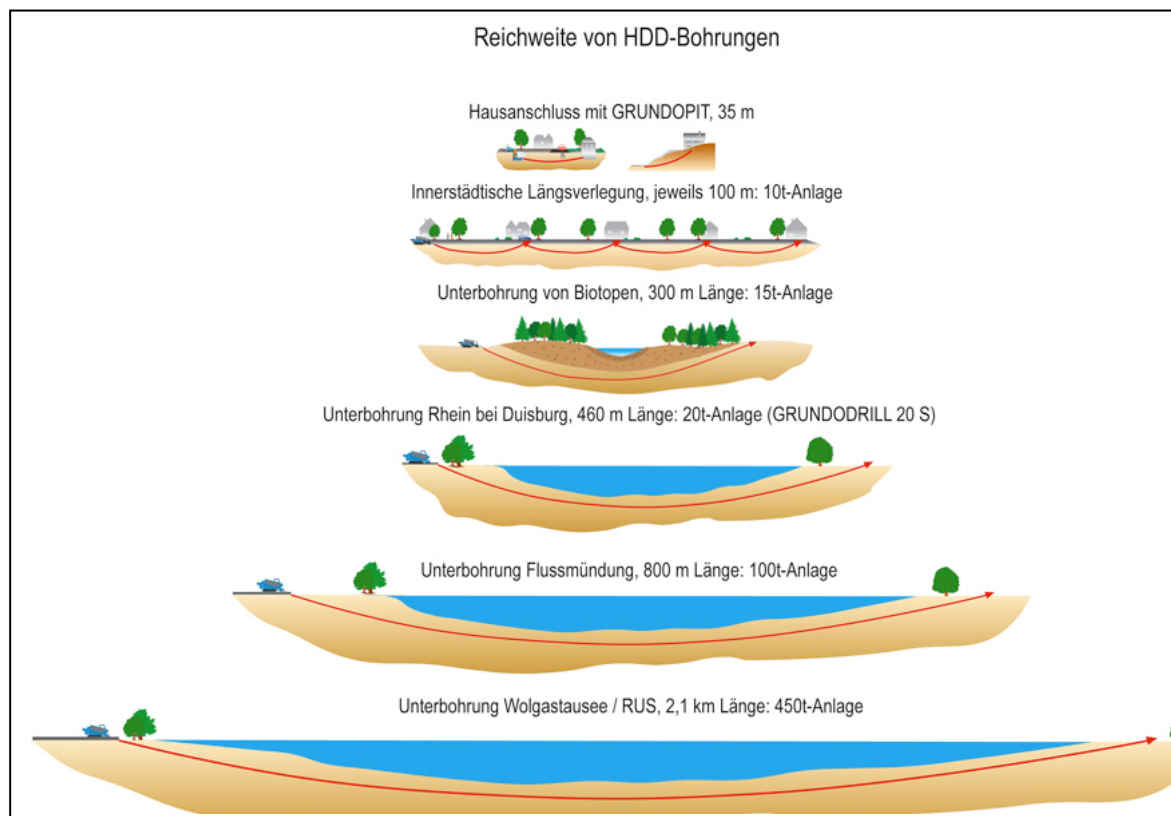 Reichweite von HDD-Bohrungen
Hausanschluss mit GRUNDOPIT, 35 m
Innerstädtische Längsverlegung, jeweils 100 m: 10t-Anlage
Unterbohrung von Biotopen, 300 m Länge: 15t-Anlage
Unterbohrung Rhein bei Duisburg, 460 m Länge: 20t-Anlage (GRUNDODRILL 20 S)
Unterbohrung Flussmündung, 800 m Länge: 100t-Anlage
Unterbohrung Wolgastausee / RUS, 2,1 km Länge: 450t-Anlage